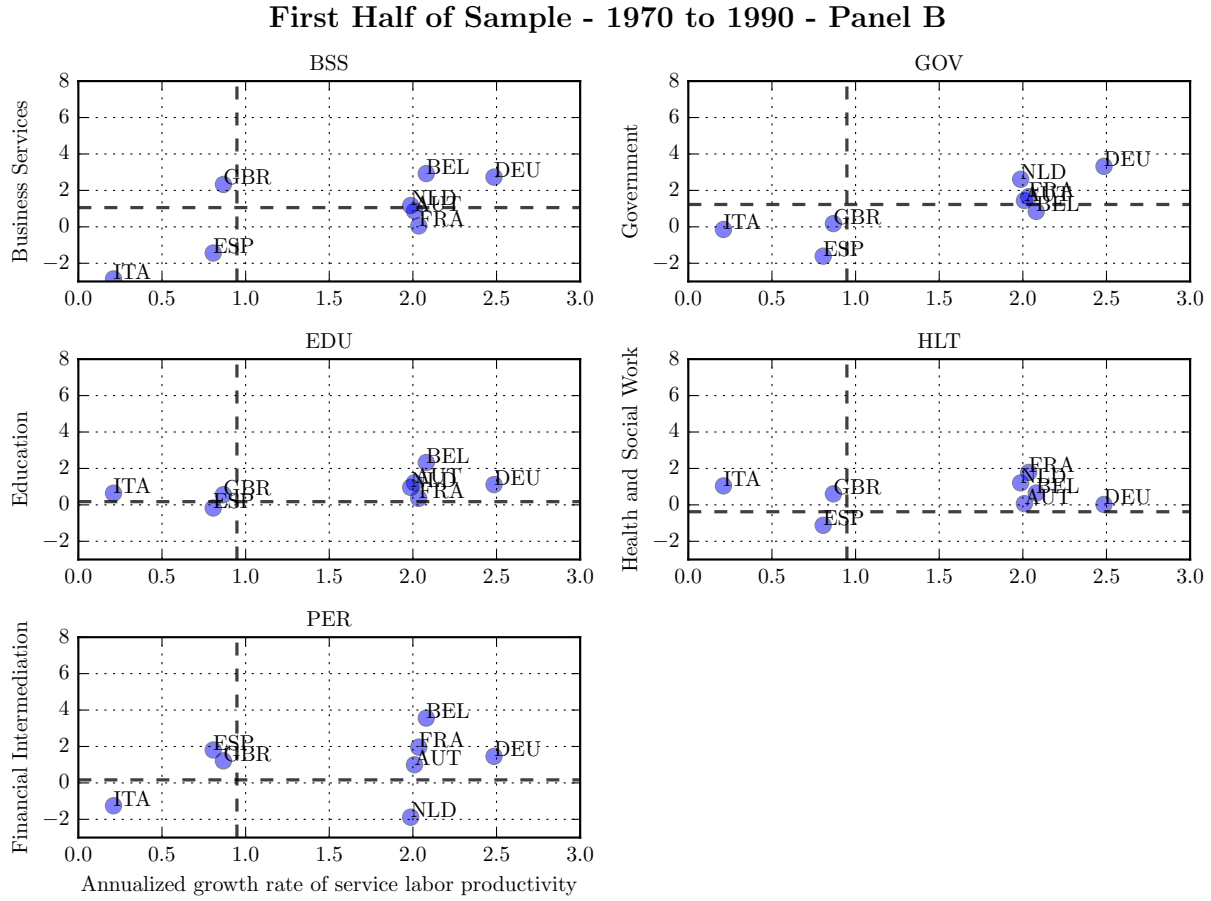 First Half of Sample - 1970 to 1990 - Panel B
BSS
Business Services
8
6
4
2
0
−2
BEL
DEU
GBR
NLD
AUT
FRA
ESP
ITA
0.0 0.5 1.0 1.5 2.0 2.5 3.0
GOV
Government
8
6
4
2
0
−2
DEU
NLD
FRA
AUT
BEL
GBR
ITA
ESP
0.0 0.5 1.0 1.5 2.0 2.5 3.0
EDU
Education
8
6
4
2
0
−2
BEL
AUT
DEU
NLD
ITA
GBR
FRA
ESP
0.0 0.5 1.0 1.5 2.0 2.5 3.0
HLT
Health and Social Work
8
6
4
2
0
−2
FRA
NLD
ITA
BEL
GBR
AUT
DEU
ESP
0.0 0.5 1.0 1.5 2.0 2.5 3.0
PER
Financial Intermediation
8
6
4
2
0
−2
BEL
FRA
ESP
DEU
GBR
AUT
ITA
NLD
0.0 0.5 1.0 1.5 2.0 2.5 3.0
Annualized growth rate of service labor productivity